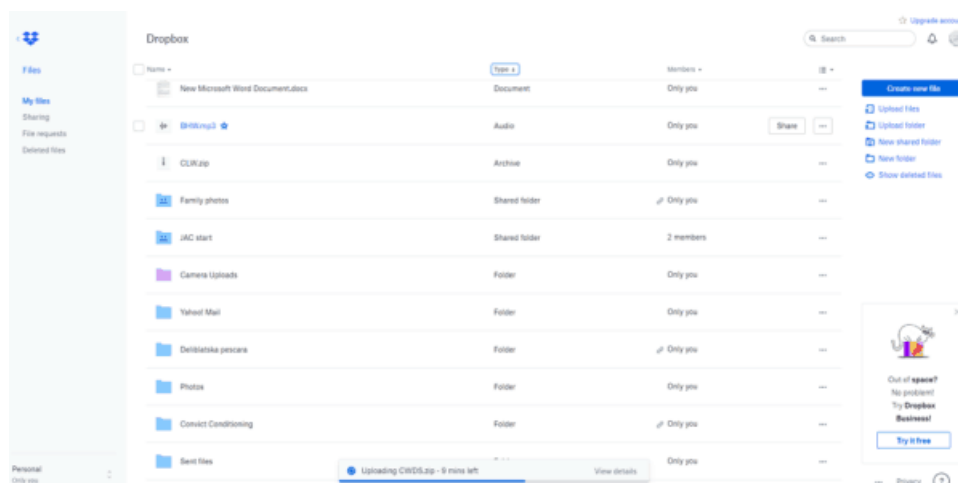 Upgrade
Dropbox
Search
Files
My files
Sharing
File requests
Deleted files
Name
Type
Members
New Microsoft Word Document.docx
Document
Only you
BHW.mp3
Audio
Only you
Share
Archive
Only you
Family photos
Shared folder
Only you
JAC start
Shared folder
2 members
Camera Uploads
Folder
Only you
Yahoo! Mail
Folder
Only you
Deliblatska pescara
Folder
Only you
Photos
Folder
Only you
Convict Conditioning
Folder
Only you
Sent files
Only you
Create new file
Upload files
Upload folder
New shared folder
New folder
Show deleted files
Out of space?
No problem!
Try Dropbox
Business!
Try it free
Personal
Only you
Uploading CWDS.zip - 9 mins left
View details
Privacy
?